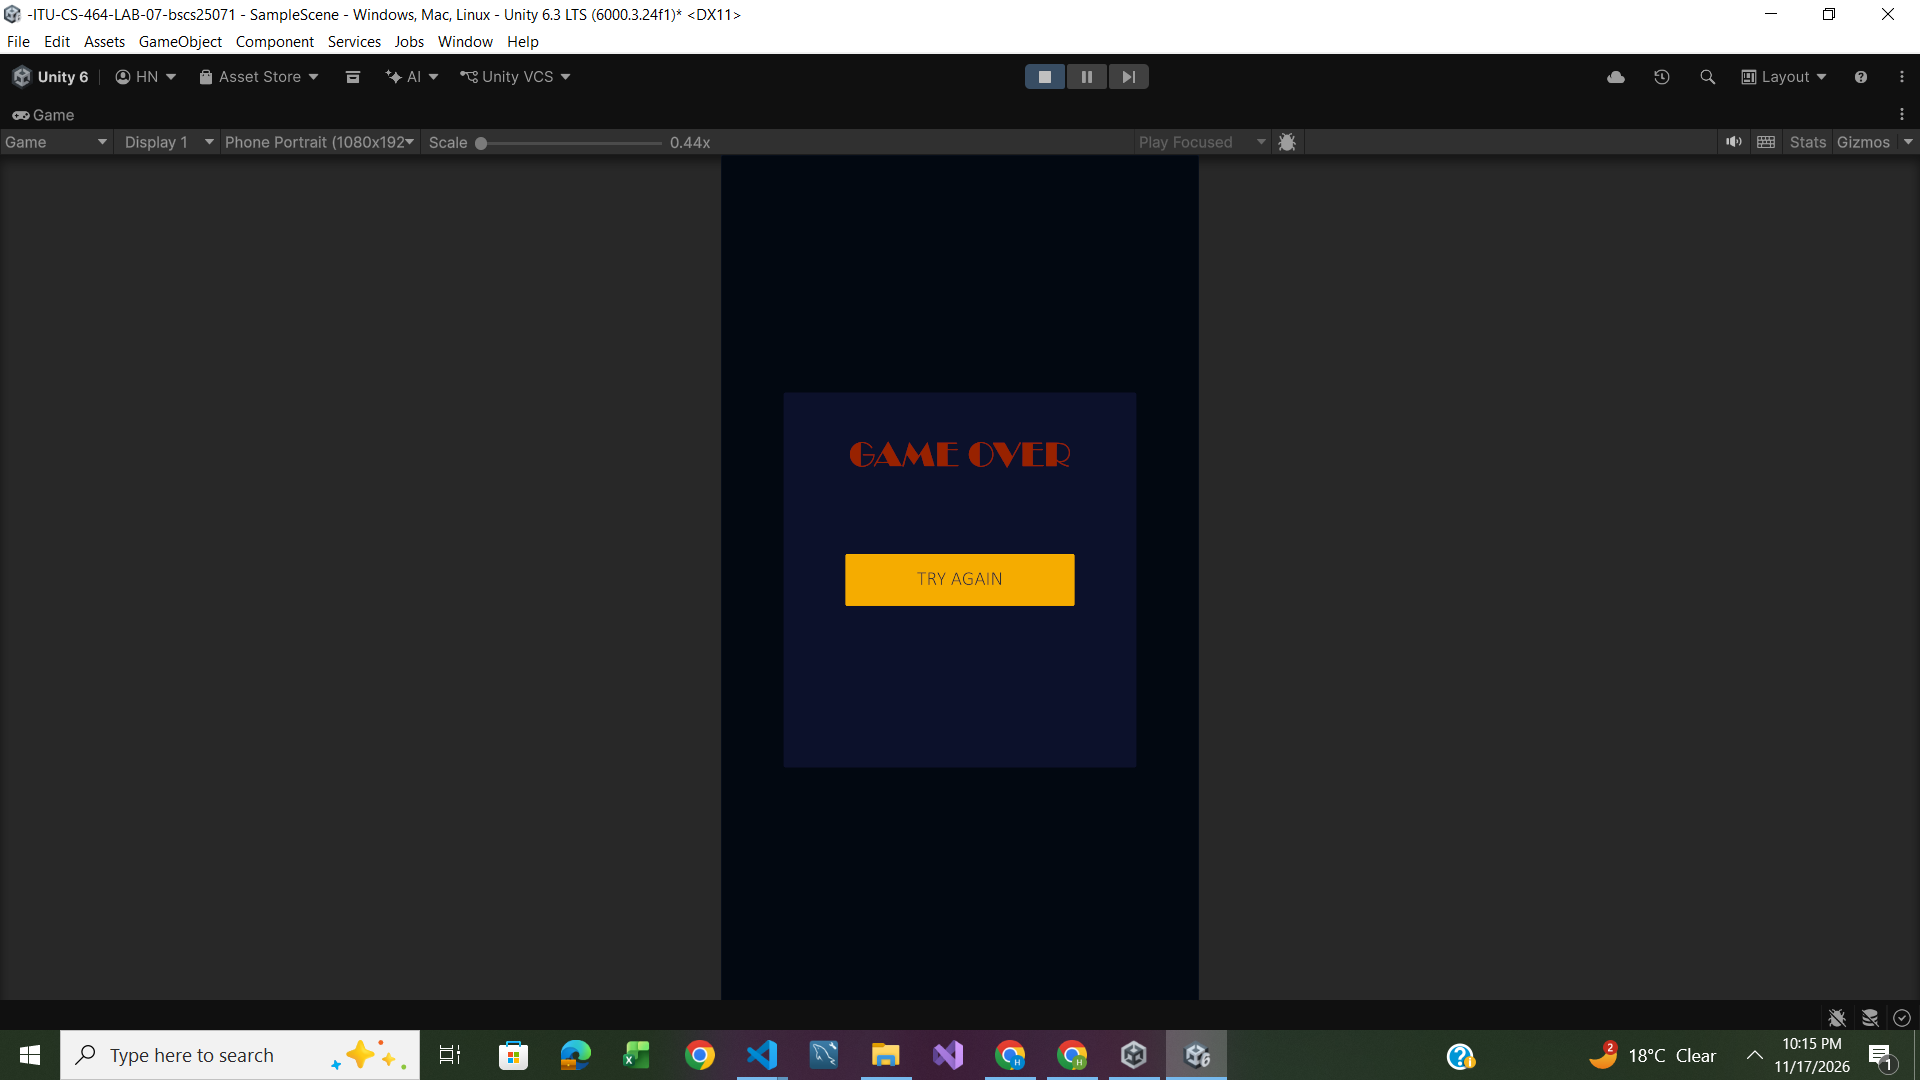 -ITU-CS-464-LAB-07-bscs25071 - SampleScene - Windows, Mac, Linux - Unity 6.3 LTS (6000.3.24f1)* <DX11>
File Edit Assets GameObject Component Services Jobs Window Help
Unity 6 HN Asset Store AI Unity VCS Layout
Game
Game Display 1 Phone Portrait (1080x192 Scale 0.44x Play Focused Stats Gizmos
GAME OVER
TRY AGAIN
Type here to search
2
18°C Clear
10:15 PM
11/17/2026
1